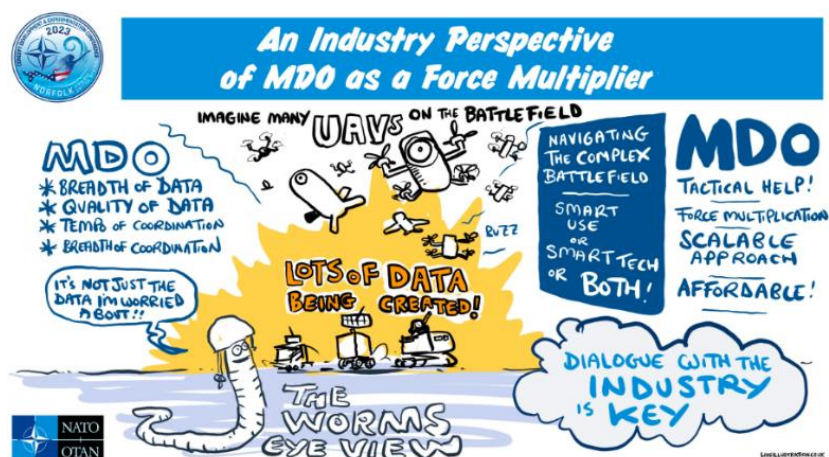 2023
NORFOLK
An Industry Perspective
of MDO as a Force Multiplier
IMAGINE MANY UAVs ON THE BATTLEFIELD
MDO
* BREADTH OF DATA
* QUALITY OF DATA
* TEMPO OF COORDINATION
* BREADTH OF COORDINATION
IT'S NOT JUST THE
DATA I'M WORRIED
ABOUT!!
BUZZ
LOTS OF DATA
BEING CREATED!
THE
WORMS
EYE VIEW
NAVIGATING
THE COMPLEX
BATTLEFIELD
SMART
USE
OR
SMART TECH
OR BOTH!
MDO
TACTICAL HELP!
FORCE MULTIPLICATION
SCALABLE
APPROACH
AFFORDABLE!
DIALOGUE WITH THE
INDUSTRY
IS KEY
NATO
OTAN